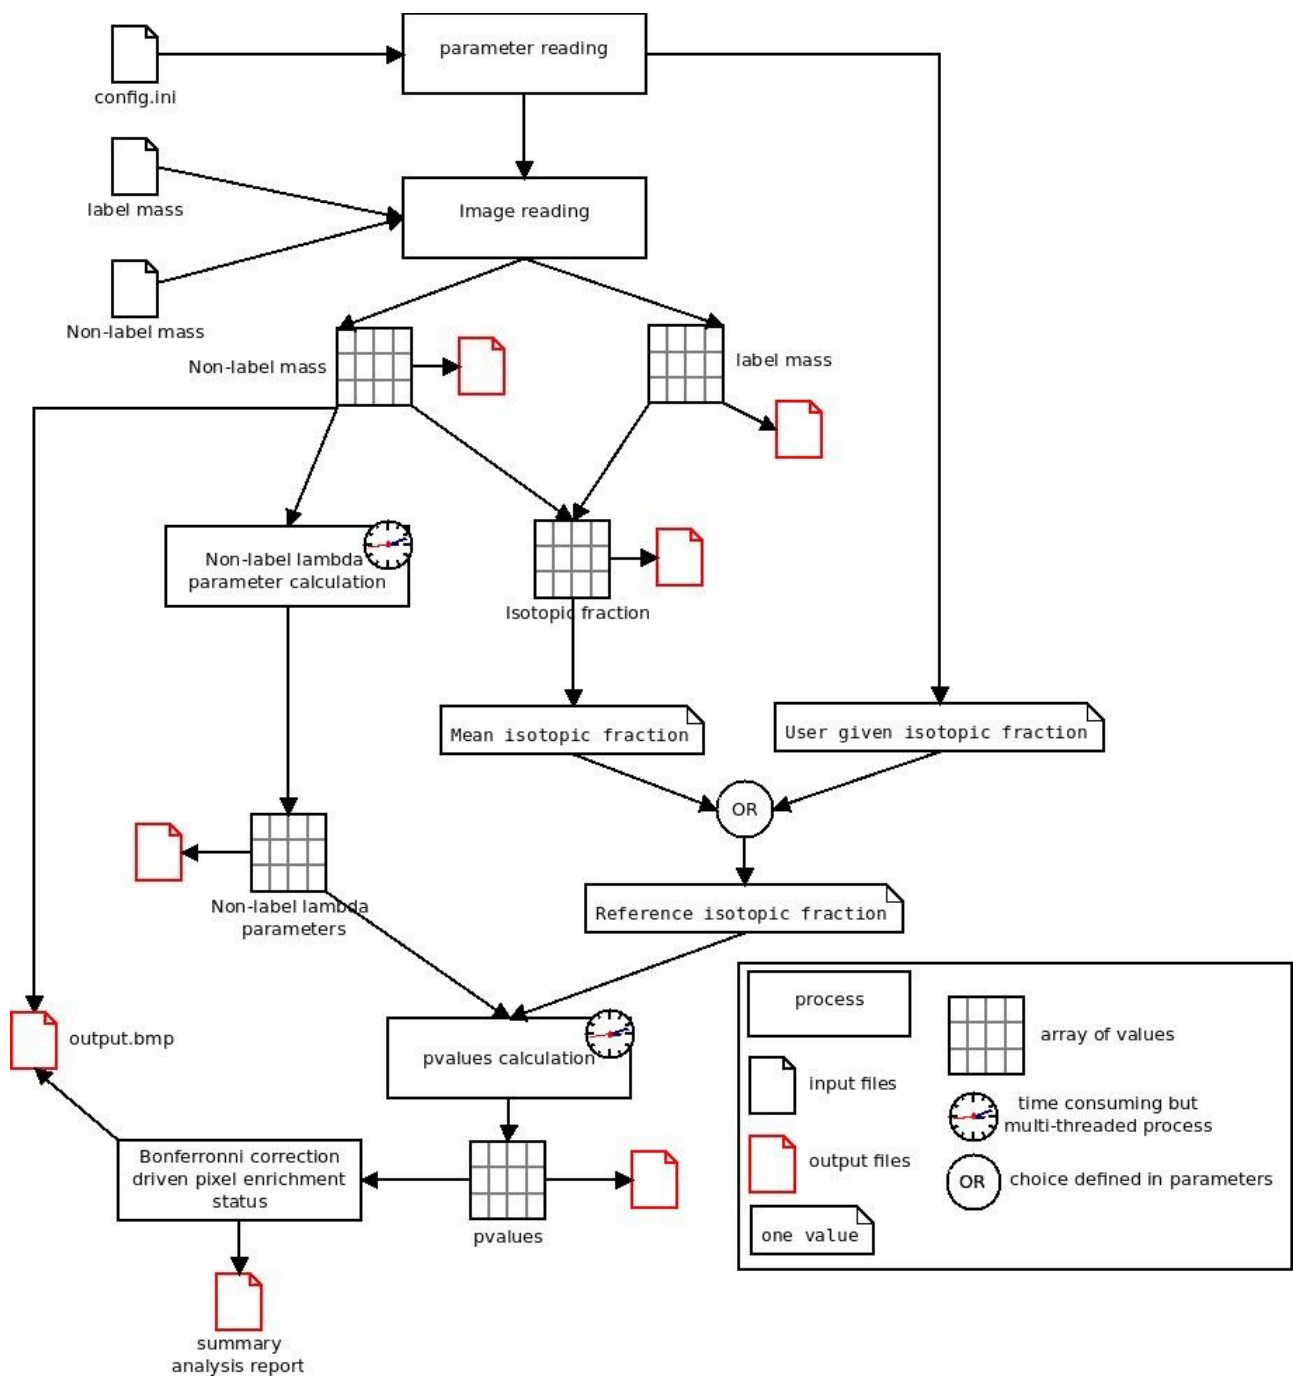 parameter reading
config.ini
label mass
Image reading
Non-label mass
Non-label mass
label mass
Non-label lambda
parameter calculation
Isotopic fraction
Mean isotopic fraction
User given isotopic fraction
OR
Non-label lambda
parameters
Reference isotopic fraction
output.bmp
pvalues calculation
Bonferronni correction
driven pixel enrichment
status
pvalues
summary
analysis report
process
array of values
input files
time consuming but
multi-threaded process
output files
OR
choice defined in parameters
one value